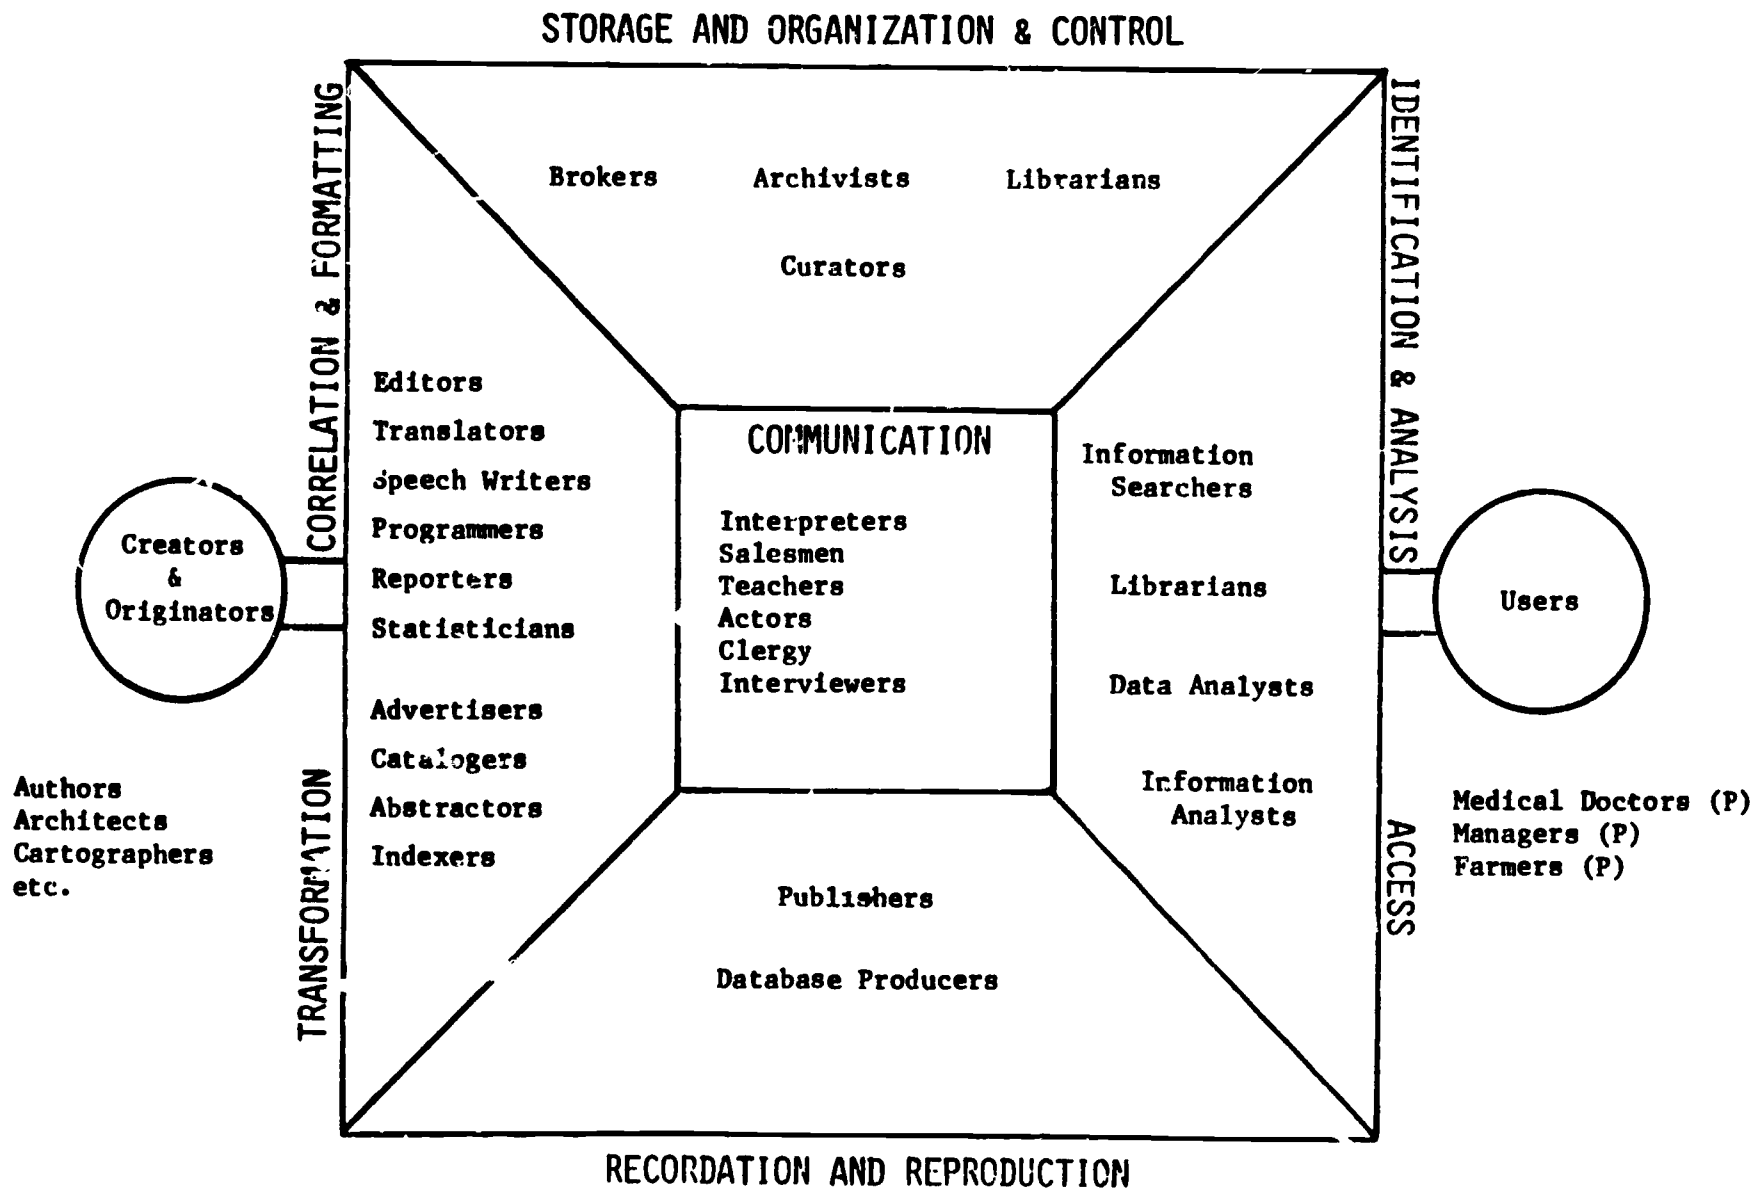 STORAGE AND ORGANIZATION & CONTROL
CORRELATION & FORMATTING
TRANSFORMATION
IDENTIFICATION & ANALYSIS
ACCESS
Brokers Archivists Librarians
Curators
Editors
Translators
Speech Writers
Programmers
Reporters
Statisticians
Advertisers
Catalogers
Abstractors
Indexers
COMMUNICATION
Interpreters
Salesmen
Teachers
Actors
Clergy
Interviewers
Information
Searchers
Librarians
Data Analysts
Information
Analysts
Creators
&
Originators
Authors
Architects
Cartographers
etc.
Users
Medical Doctors (P)
Managers (P)
Farmers (P)
Publishers
Database Producers
RECORDATION AND REPRODUCTION